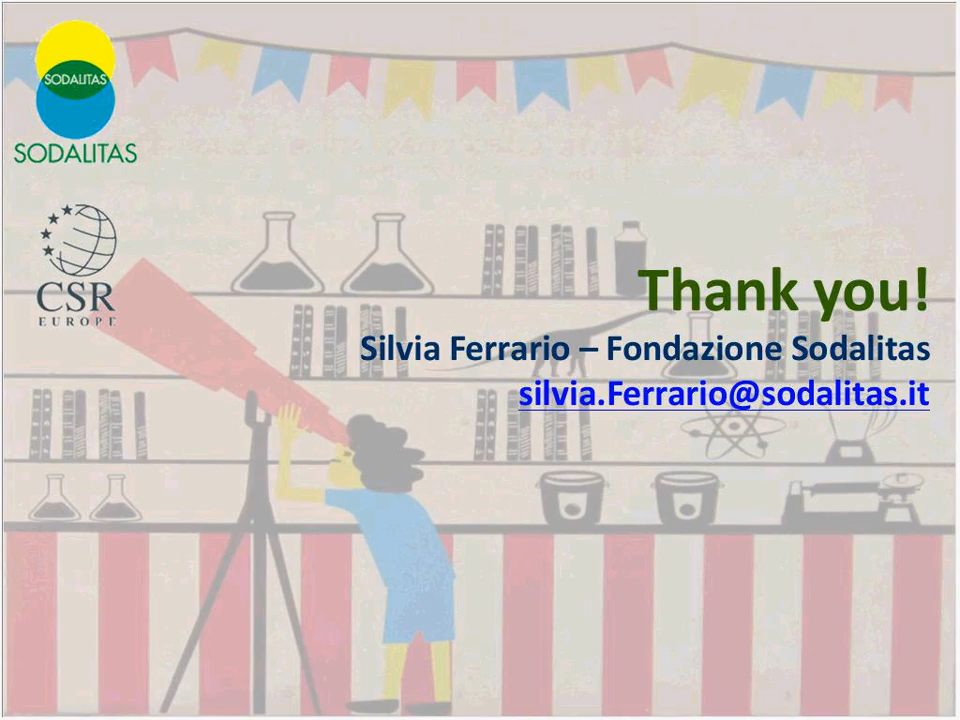 SODALITAS
SODALITAS
CSR
EUROPE
Thank you!
Silvia Ferrario – Fondazione Sodalitas
silvia.Ferrario@sodalitas.it